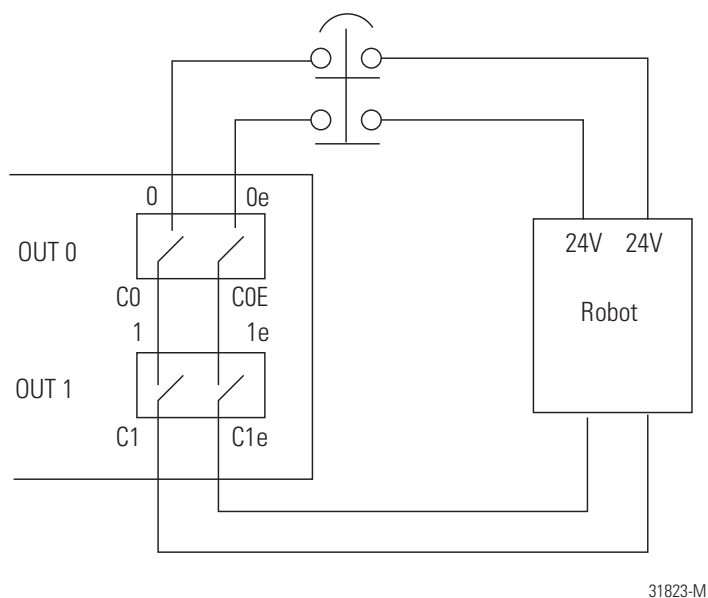 0 0e
OUT 0
24V 24V
C0 C0E
Robot
1 1e
OUT 1
C1 C1e
31823-M